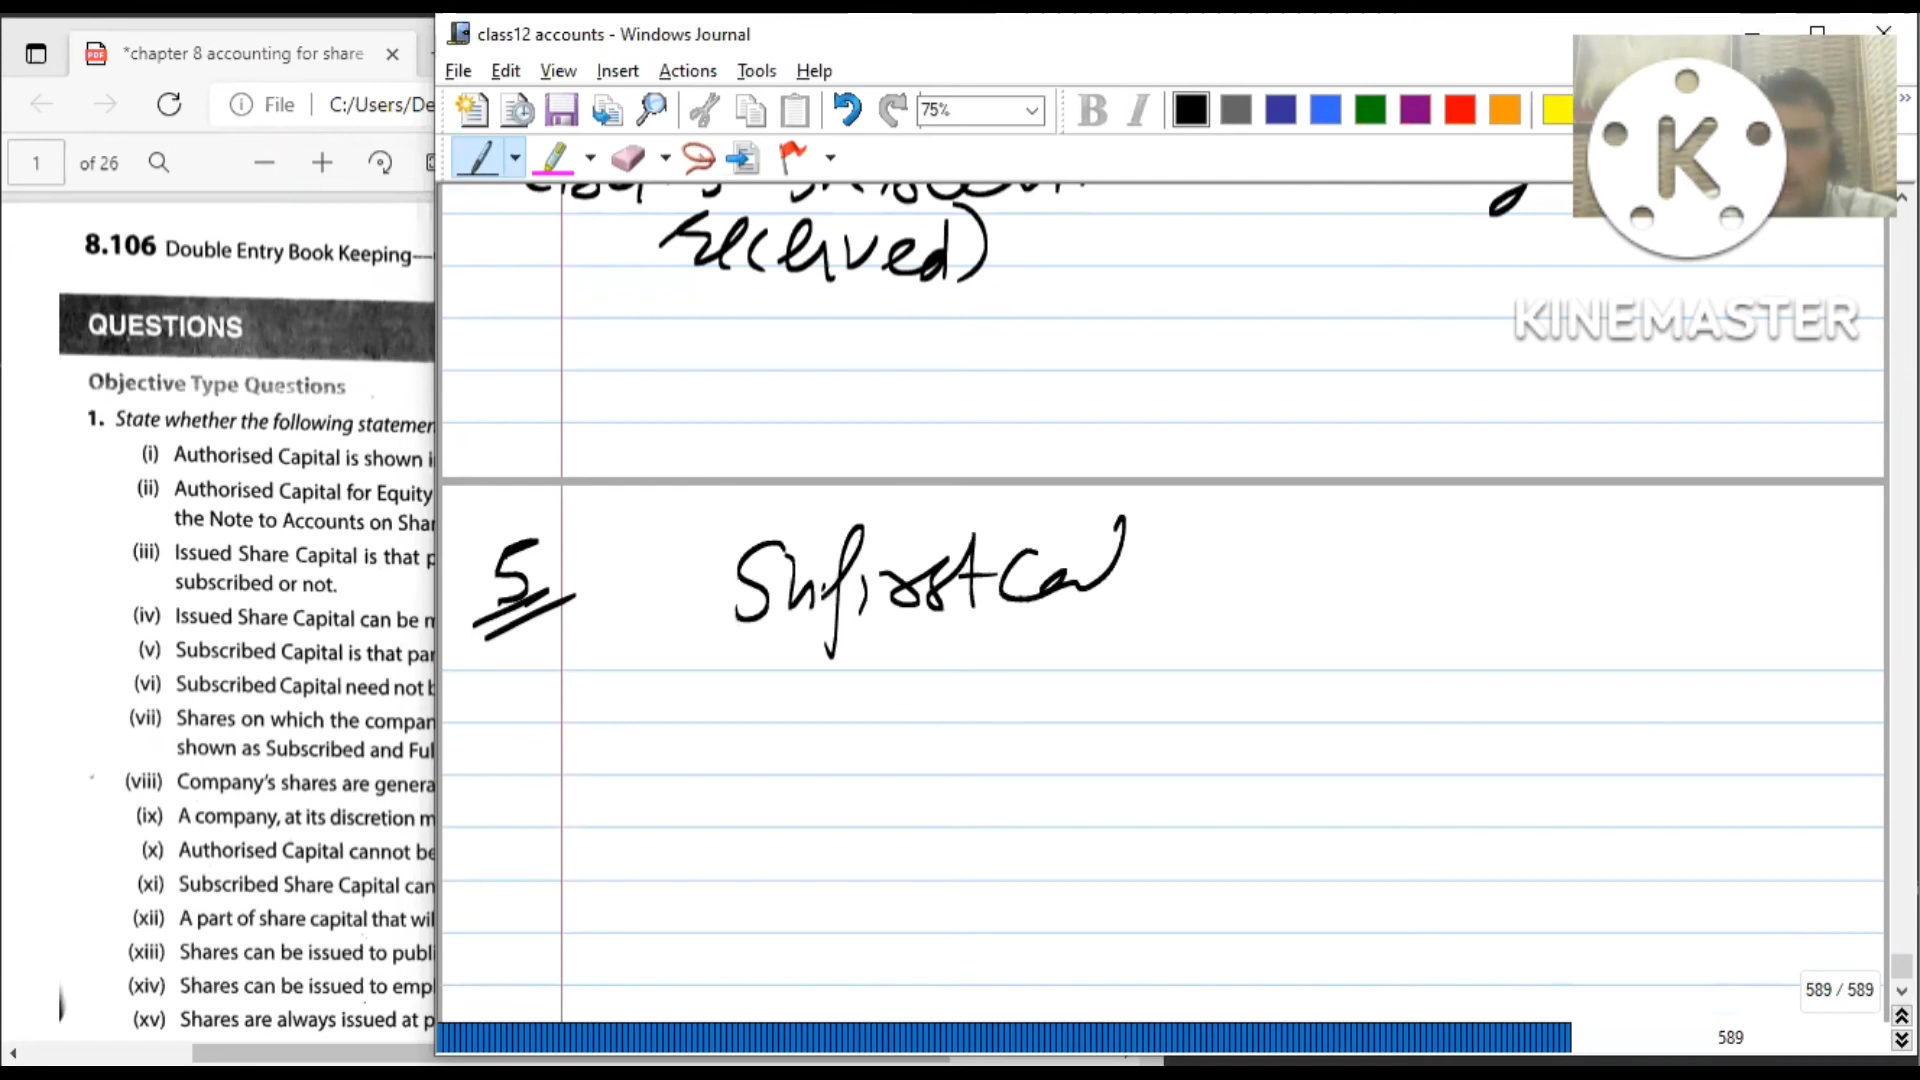 *chapter 8 accounting for share
File
C:/Users/De
1
of 26
8.106 Double Entry Book Keeping—
QUESTIONS
Objective Type Questions
1. State whether the following statemen
(i) Authorised Capital is shown i
(ii) Authorised Capital for Equity
the Note to Accounts on Shar
(iii) Issued Share Capital is that p
subscribed or not.
(iv) Issued Share Capital can be m
(v) Subscribed Capital is that par
(vi) Subscribed Capital need not b
(vii) Shares on which the compan
shown as Subscribed and Ful
(viii) Company's shares are genera
(ix) A company, at its discretion m
(x) Authorised Capital cannot be
(xi) Subscribed Share Capital can
(xii) A part of share capital that wil
(xiii) Shares can be issued to publi
(xiv) Shares can be issued to empl
(xv) Shares are always issued at p
class12 accounts - Windows Journal
File Edit View Insert Actions Tools Help
75%
B I
K
KINEMASTER
received)
5 Sh first Cal
589 / 589
589